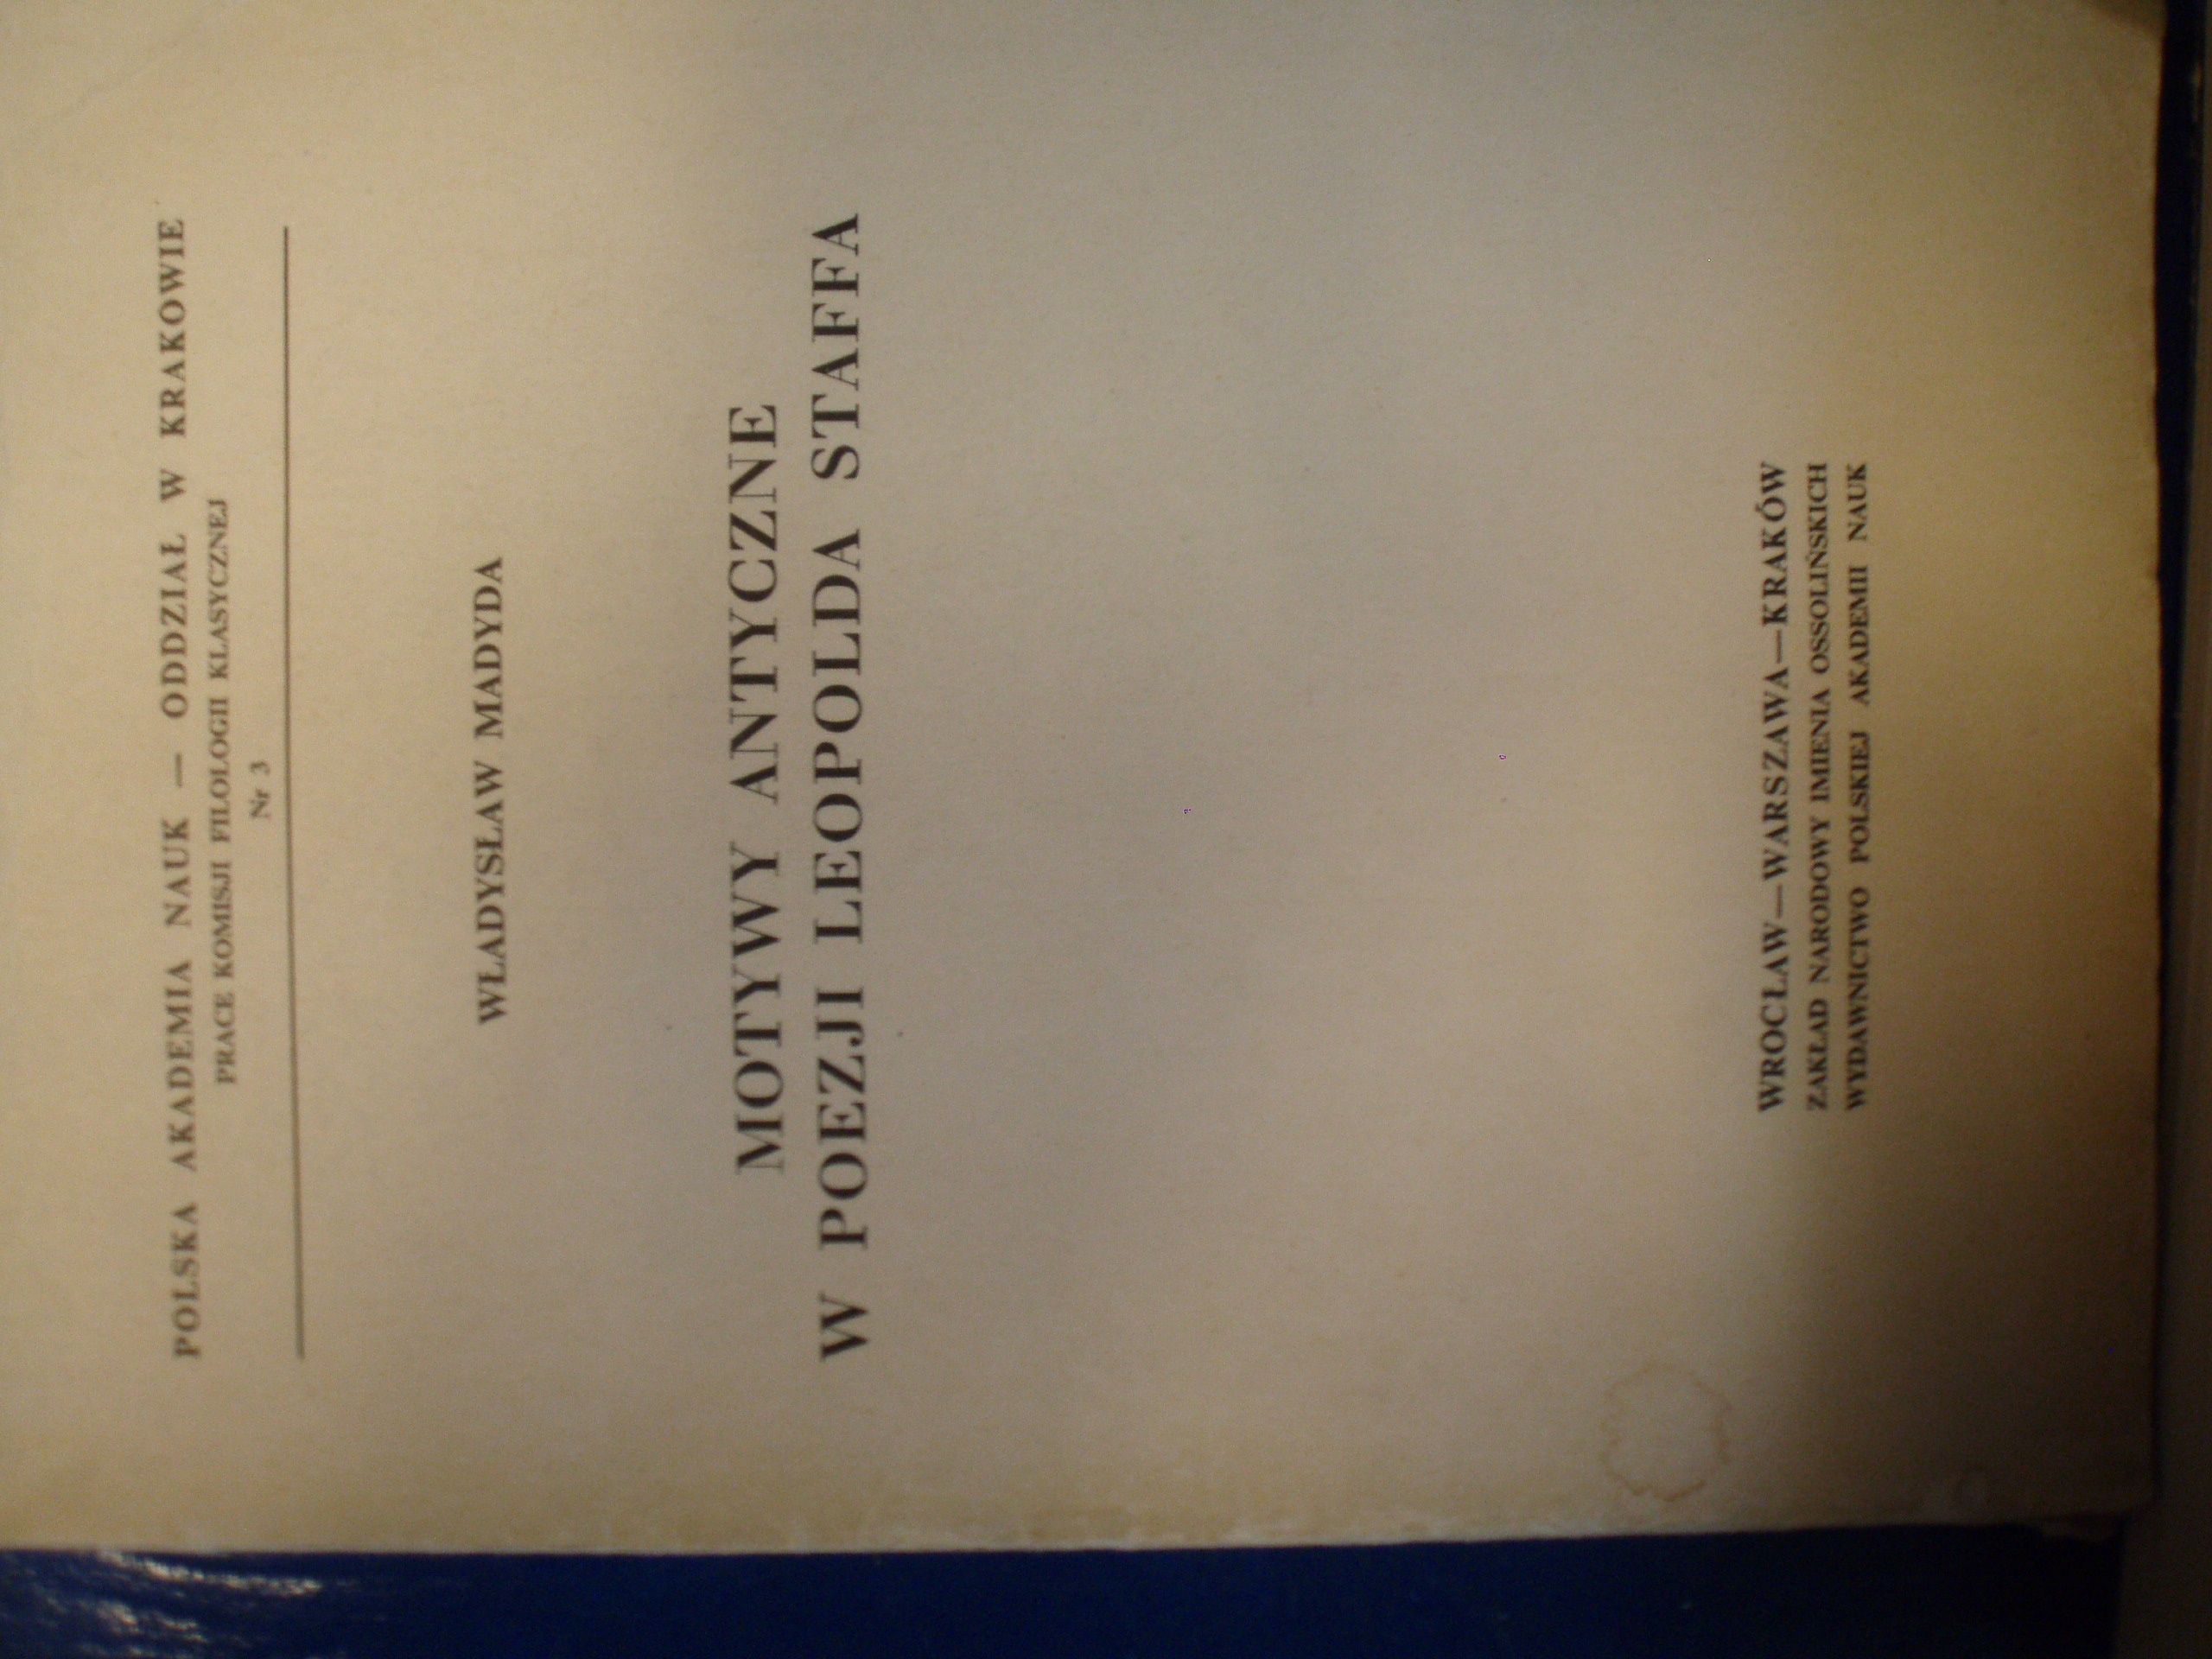 POLSKA AKADEMIA NAUK — ODDZIAŁ W KRAKOWIE
PRACE KOMISJI FILOLOGII KLASYCZNEJ
Nr 3
WŁADYSŁAW MADYDA
MOTYWY ANTYCZNE
W POEZJI LEOPOLDA STAFFA
WROCŁAW—WARSZAWA—KRAKÓW
ZAKŁAD NARODOWY IMIENIA OSSOLIŃSKICH
WYDAWNICTWO POLSKIEJ AKADEMII NAUK